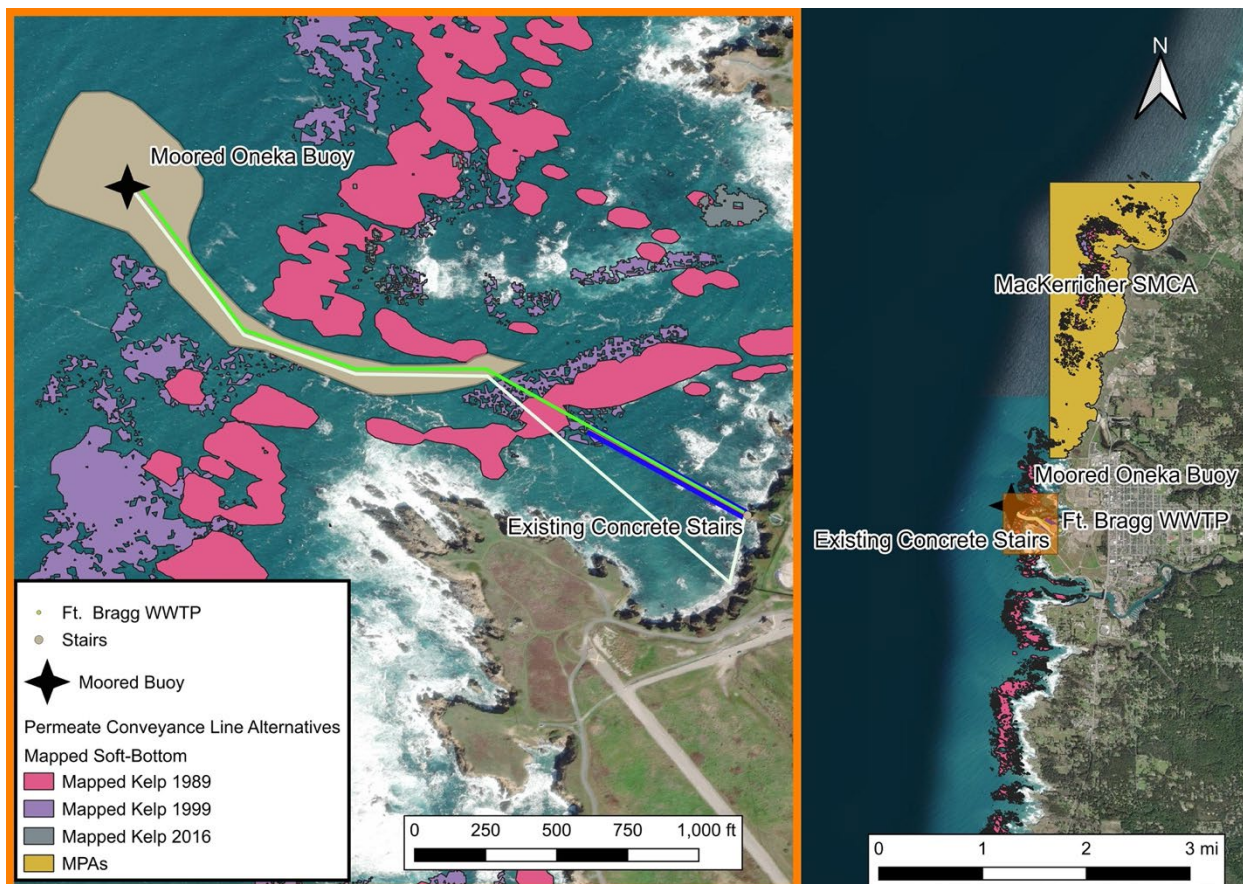 Moored Oneka Buoy
Existing Concrete Stairs
Ft. Bragg WWTP
Stairs
Moored Buoy
Permeate Conveyance Line Alternatives
Mapped Soft-Bottom
Mapped Kelp 1989
Mapped Kelp 1999
Mapped Kelp 2016
MPAs
0 250 500 750 1,000 ft
N
MacKerricher SMCA
Moored Oneka Buoy
Ft. Bragg WWTP
Existing Concrete Stairs
0 1 2 3 mi